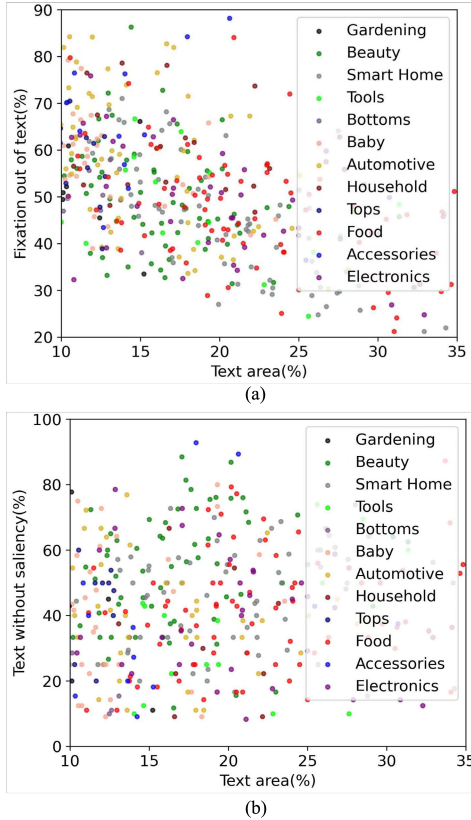 90
80
70
60
50
40
30
20
Fixation out of text(%)
Gardening
Beauty
Smart Home
Tools
Bottoms
Baby
Automotive
Household
Tops
Food
Accessories
Electronics
10 15 20 25 30 35
Text area(%)
(a)
100
80
60
40
20
0
Text without saliency(%)
Gardening
Beauty
Smart Home
Tools
Bottoms
Baby
Automotive
Household
Tops
Food
Accessories
Electronics
10 15 20 25 30 35
Text area(%)
(b)